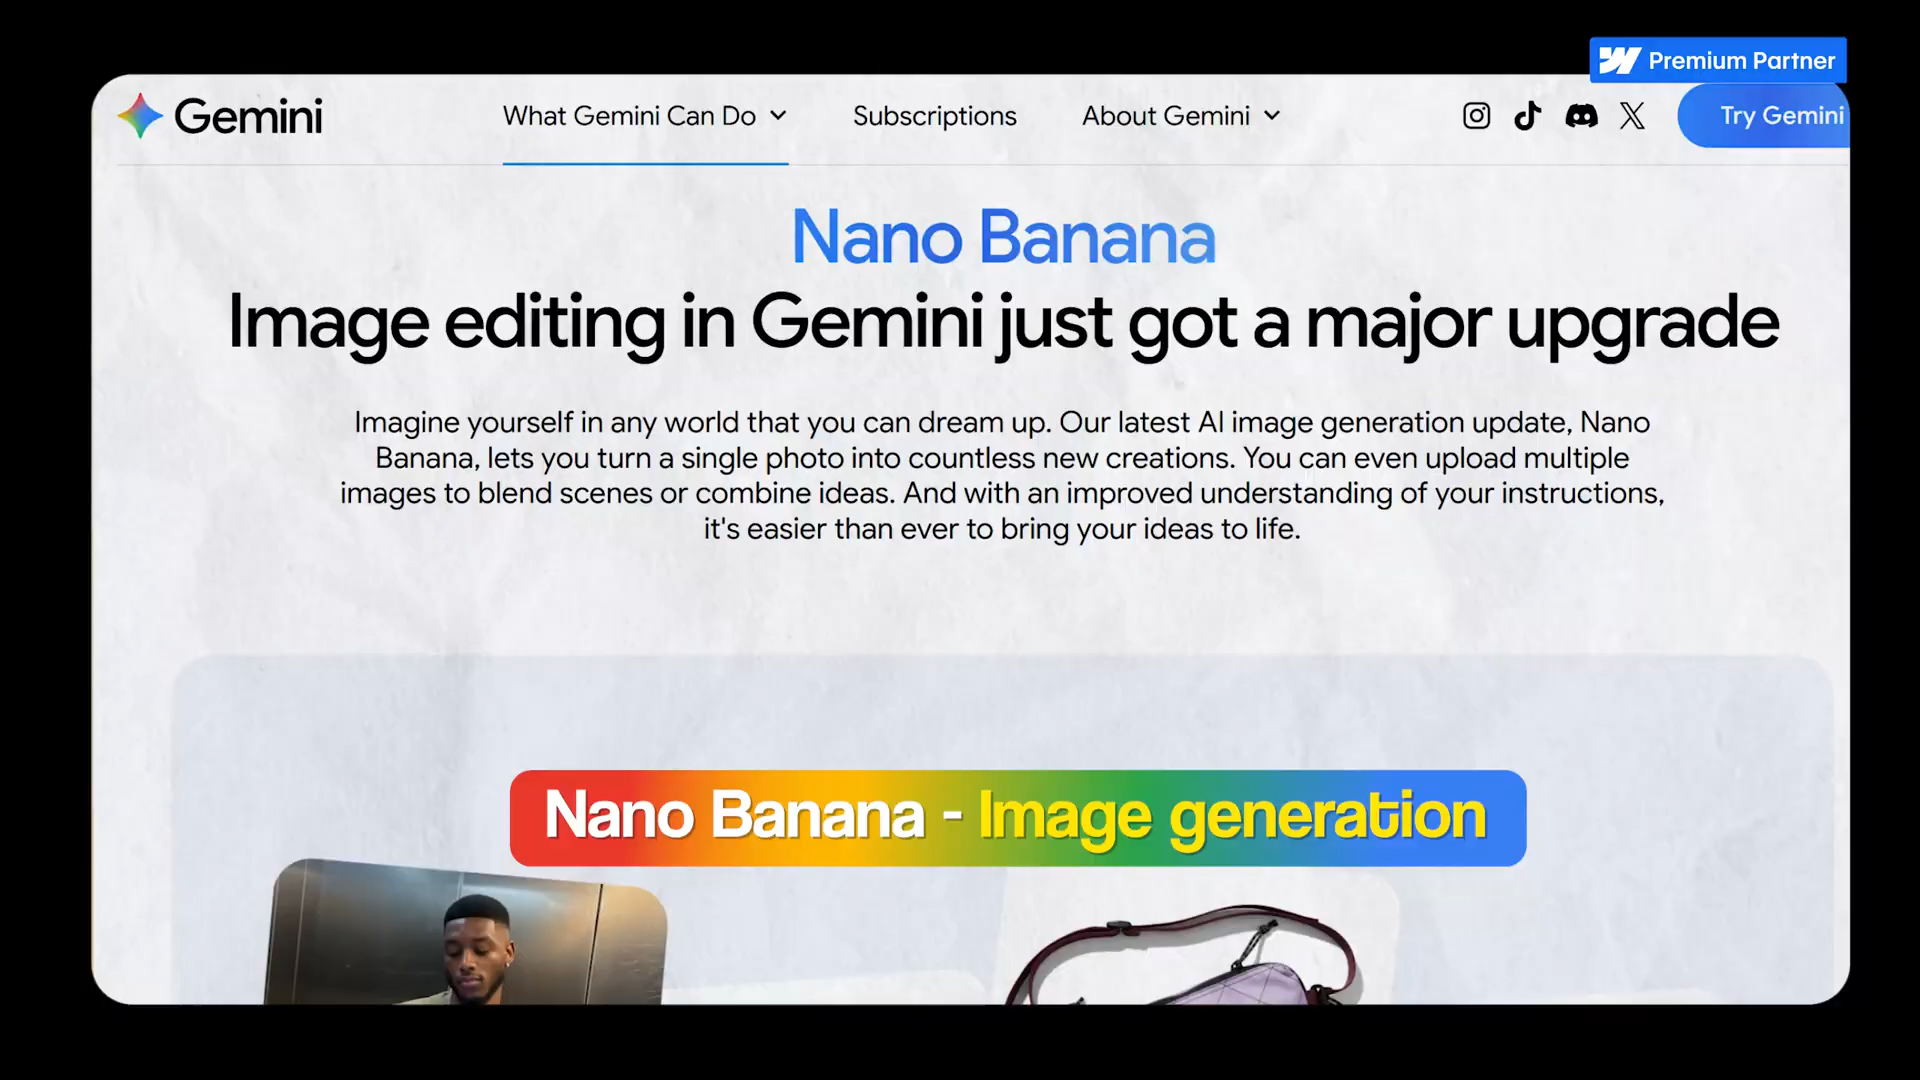 Premium Partner
Gemini
What Gemini Can Do
Subscriptions
About Gemini
Try Gemini
Nano Banana
Image editing in Gemini just got a major upgrade
Imagine yourself in any world that you can dream up. Our latest AI image generation update, Nano
Banana, lets you turn a single photo into countless new creations. You can even upload multiple
images to blend scenes or combine ideas. And with an improved understanding of your instructions,
it's easier than ever to bring your ideas to life.
Nano Banana - Image generation